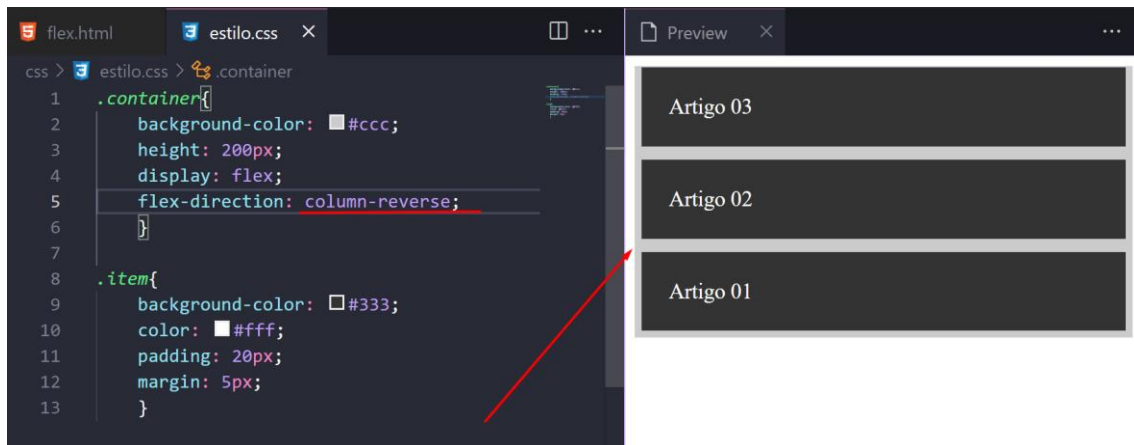 flex.html
estilo.css
css > estilo.css > .container
1 .container{
2 background-color: #ccc;
3 height: 200px;
4 display: flex;
5 flex-direction: column-reverse;
6 }
7
8 .item{
9 background-color: #333;
10 color: #fff;
11 padding: 20px;
12 margin: 5px;
13 }
Preview
Artigo 03
Artigo 02
Artigo 01